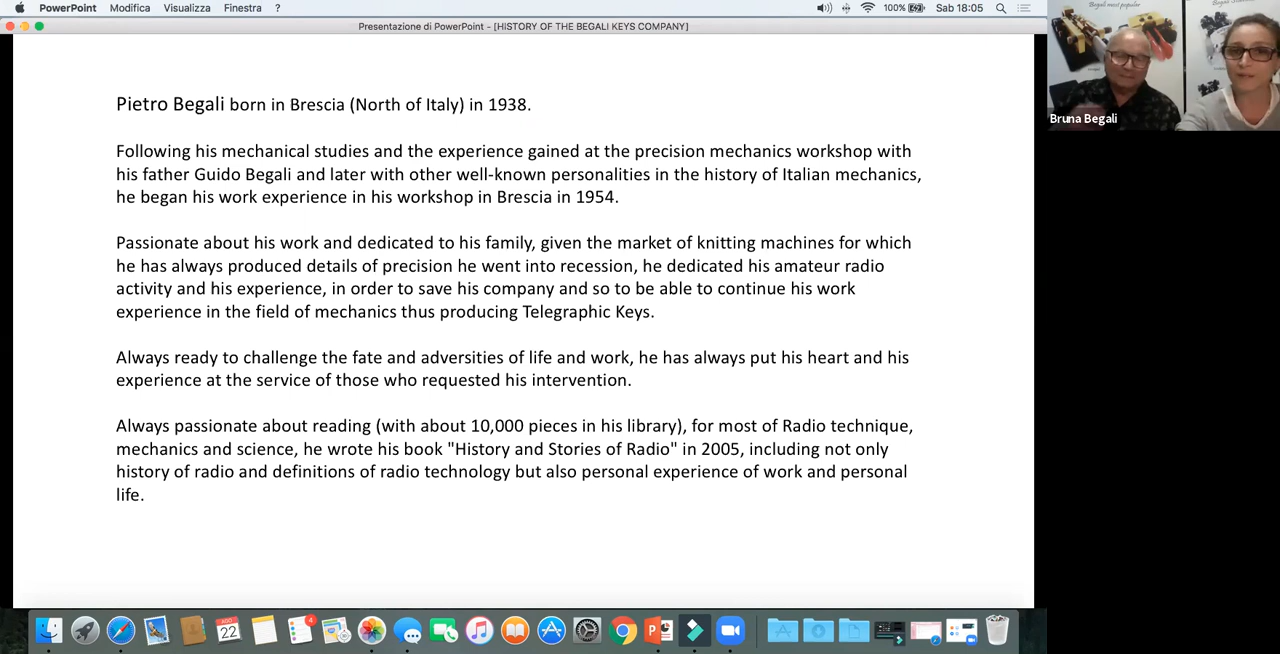 PowerPoint Modifica Visualizza Finestra ? 100% Sab 18:05
Presentazione di PowerPoint - [HISTORY OF THE BEGALI KEYS COMPANY]
Begali most popular
Bruna Begali
Pietro Begali born in Brescia (North of Italy) in 1938.
Following his mechanical studies and the experience gained at the precision mechanics workshop with
his father Guido Begali and later with other well-known personalities in the history of Italian mechanics,
he began his work experience in his workshop in Brescia in 1954.
Passionate about his work and dedicated to his family, given the market of knitting machines for which
he has always produced details of precision he went into recession, he dedicated his amateur radio
activity and his experience, in order to save his company and so to be able to continue his work
experience in the field of mechanics thus producing Telegraphic Keys.
Always ready to challenge the fate and adversities of life and work, he has always put his heart and his
experience at the service of those who requested his intervention.
Always passionate about reading (with about 10,000 pieces in his library), for most of Radio technique,
mechanics and science, he wrote his book "History and Stories of Radio" in 2005, including not only
history of radio and definitions of radio technology but also personal experience of work and personal
life.
AGO
22
4